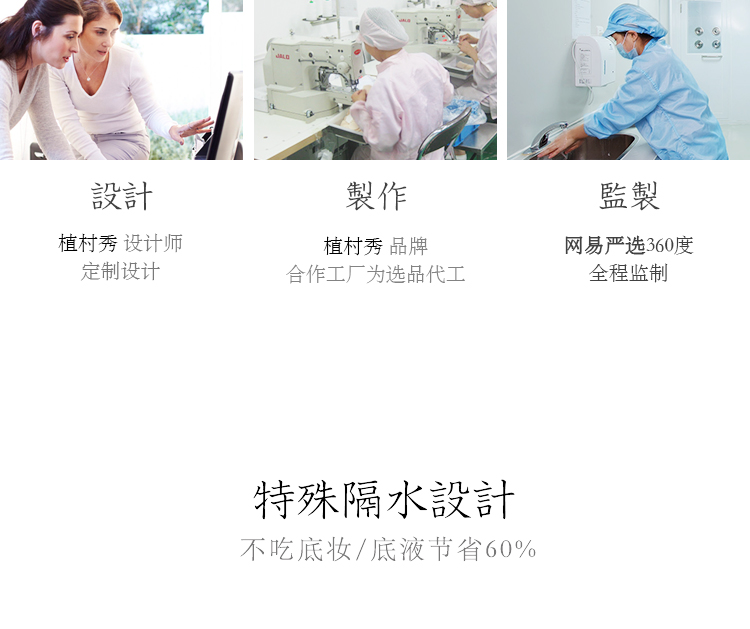 設計
植村秀 设计师
定制设计
製作
植村秀 品牌
合作工厂为选品代工
監製
网易严选360度
全程监制
特殊隔水設計
不吃底妆/底液节省60%